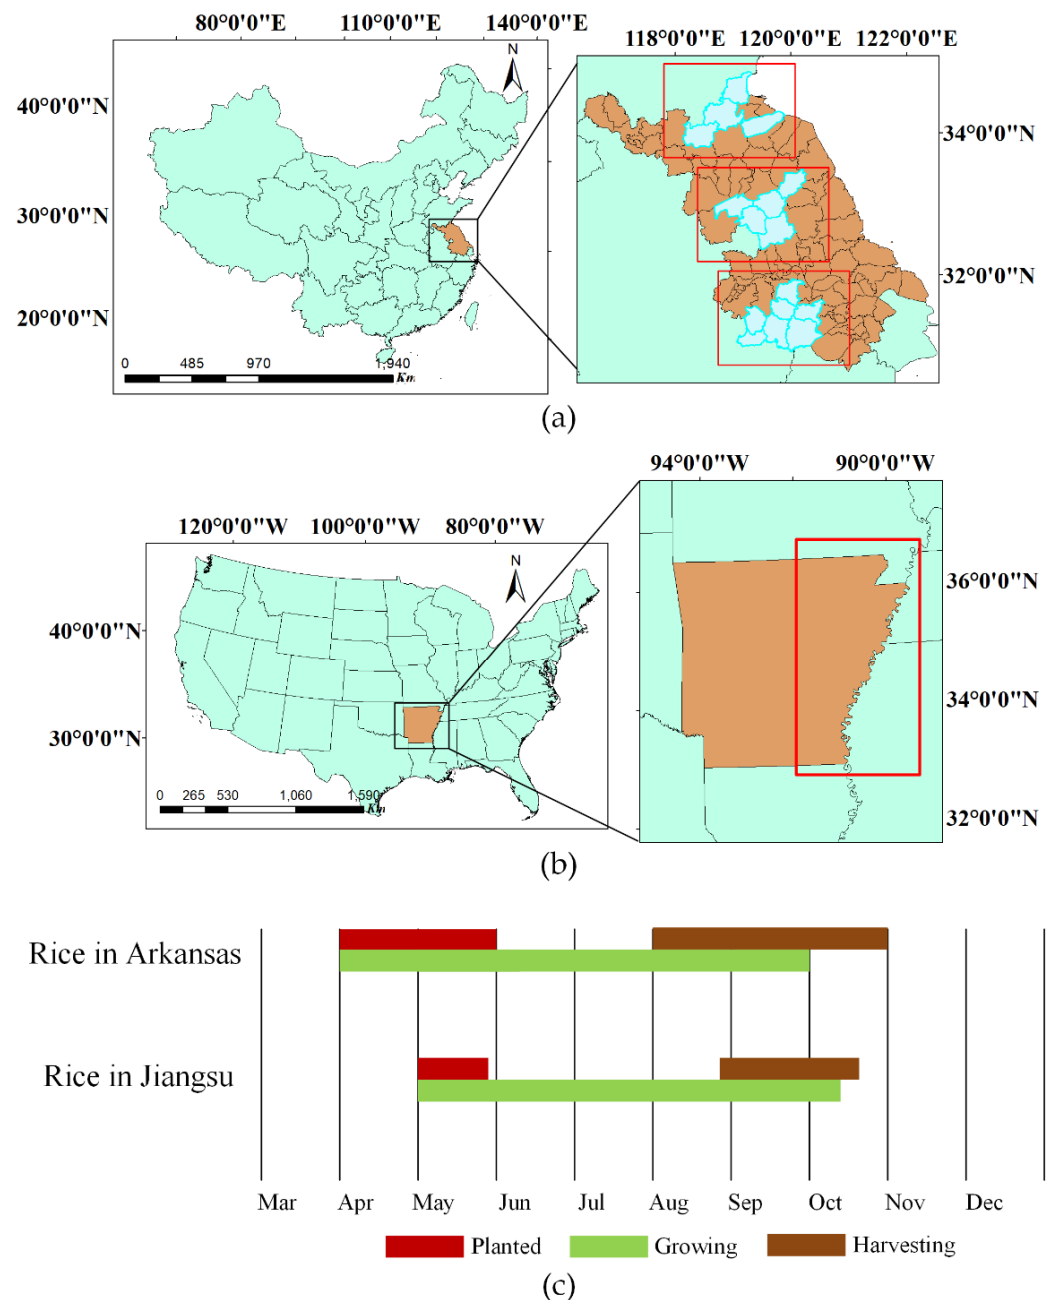 80°0'0"E 110°0'0"E 140°0'0"E
118°0'0"E 120°0'0"E 122°0'0"E
N
40°0'0"N
30°0'0"N
20°0'0"N
34°0'0"N
32°0'0"N
0 485 970 1,940
Km
(a)
94°0'0"W 90°0'0"W
120°0'0"W 100°0'0"W 80°0'0"W
N
40°0'0"N
30°0'0"N
36°0'0"N
34°0'0"N
32°0'0"N
0 265 530 1,060 1,590
Km
(b)
Rice in Arkansas
Rice in Jiangsu
Mar Apr May Jun Jul Aug Sep Oct Nov Dec
Planted Growing Harvesting
(c)